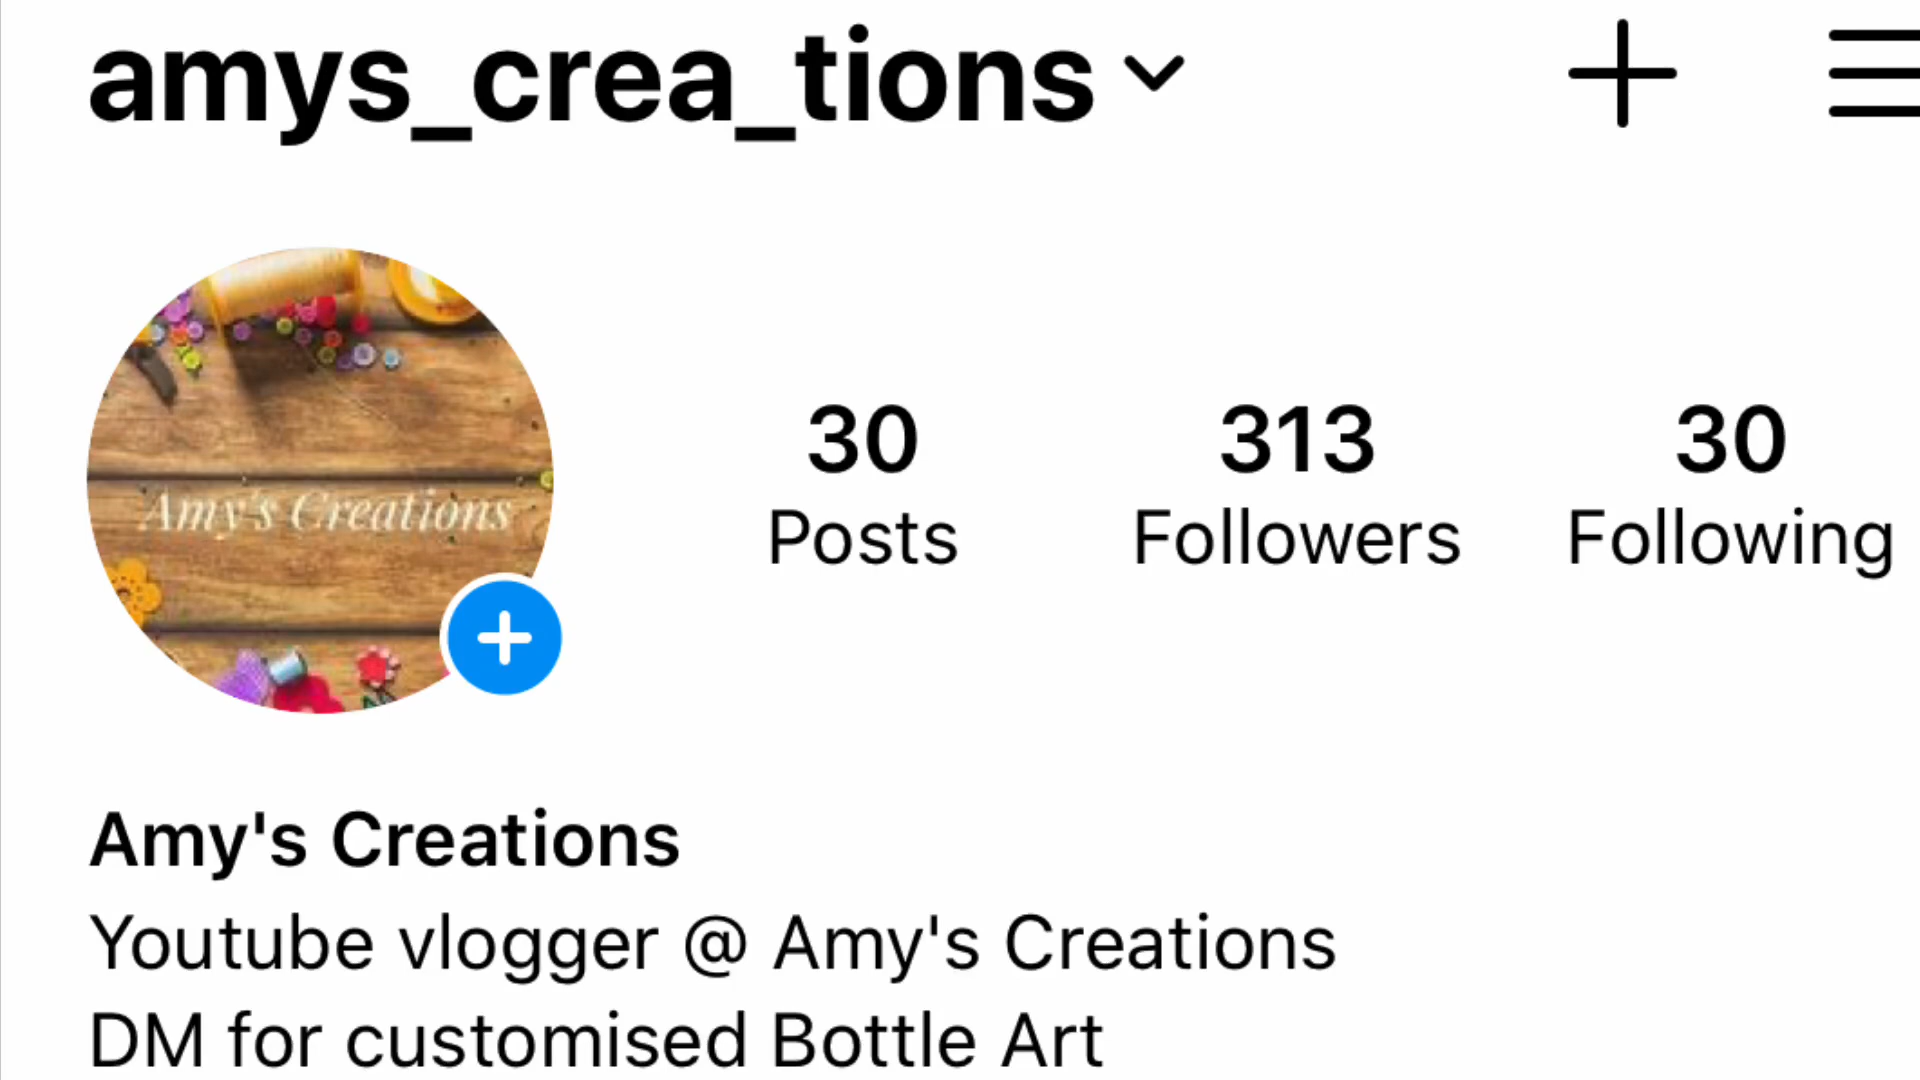 amys_crea_tions
Amy's Creations
30
Posts
313
Followers
30
Following
Amy's Creations
Youtube vlogger @ Amy's Creations
DM for customised Bottle Art